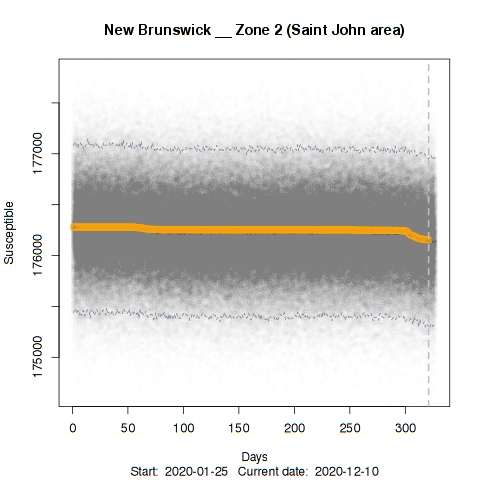 New Brunswick __ Zone 2 (Saint John area)
Susceptible
177000
176000
175000
0 50 100 150 200 250 300
Days
Start: 2020-01-25 Current date: 2020-12-10